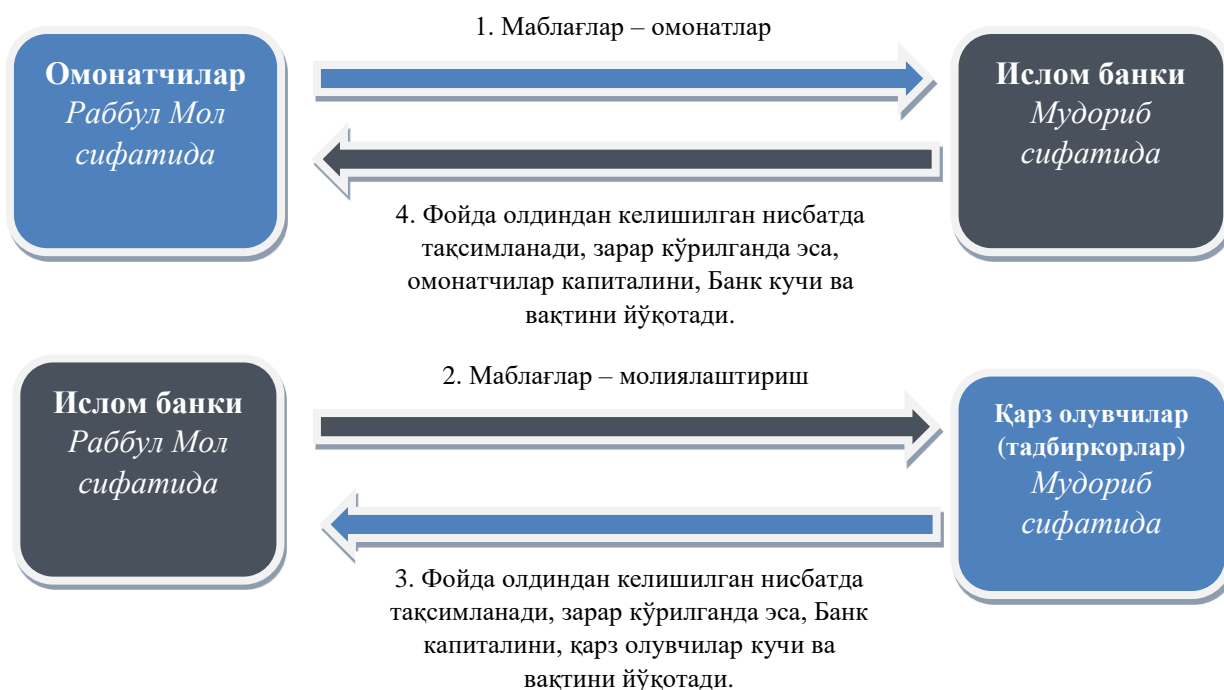 1. Маблағлар – омонатлар
Омонатчилар
Раббул Мол
сифатида
Ислом банки
Мудориб
сифатида
4. Фойда олдиндан келишилган нисбатда
тақсимланади, зарар кўрилганда эса,
омонатчилар капиталини, Банк кучи ва
вақтини йўқотади.
2. Маблағлар – молиялаштириш
Ислом банки
Раббул Мол
сифатида
Қарз олувчилар
(тадбиркорлар)
Мудориб
сифатида
3. Фойда олдиндан келишилган нисбатда
тақсимланади, зарар кўрилганда эса, Банк
капиталини, қарз олувчилар кучи ва
вақтини йўқотади.